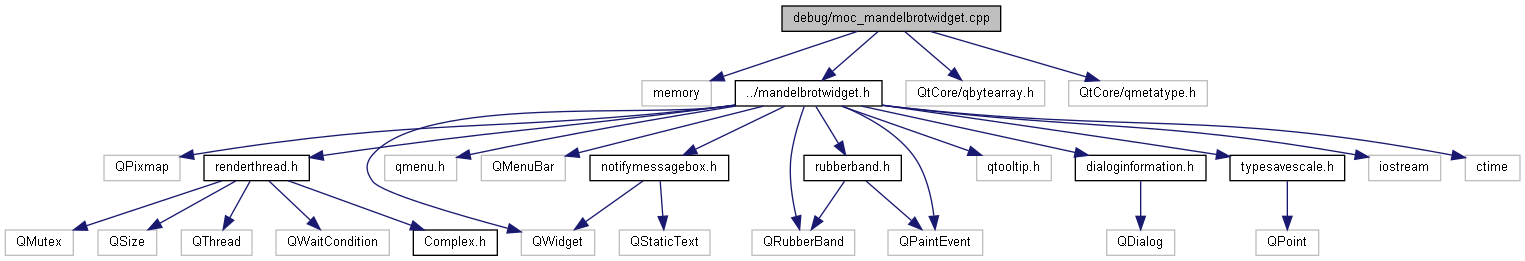 debug/moc_mandelbrotwidget.cpp
memory
../mandelbrotwidget.h
QtCore/qbytearray.h
QtCore/qmetatype.h
QPixmap
renderthread.h
qmenu.h
QMenuBar
notifymessagebox.h
rubberband.h
qtooltip.h
dialoginformation.h
typesavescale.h
iostream
ctime
QMutex
QSize
QThread
QWaitCondition
Complex.h
QWidget
QStaticText
QRubberBand
QPaintEvent
QDialog
QPoint